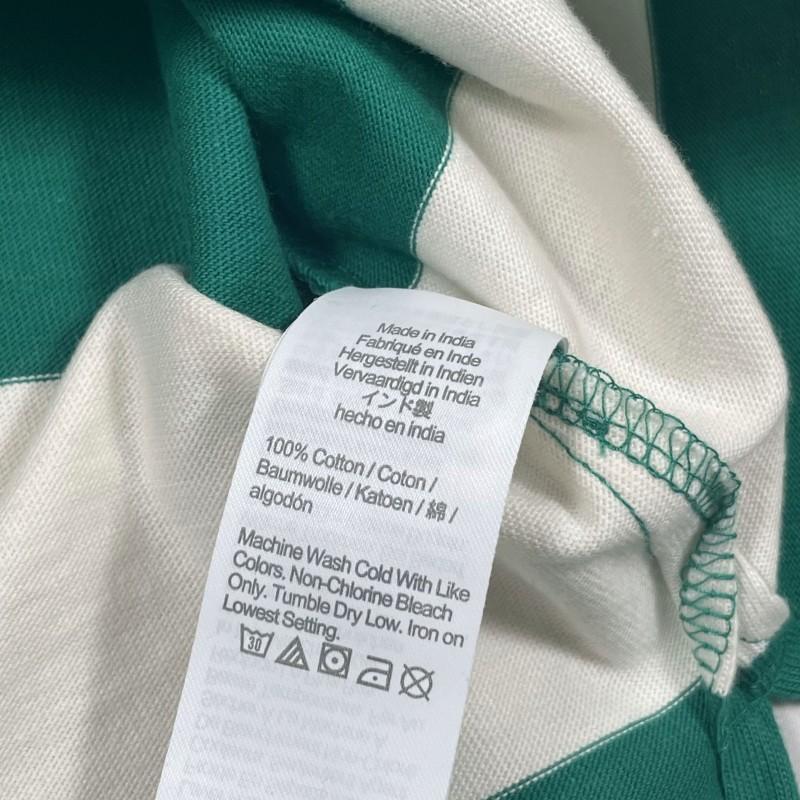 Made in India
Fabriqué en Inde
Hergestellt in Indien
Vervaardigd in India
インド製
hecho en india
100% Cotton / Coton /
Baumwolle / Katoen / 綿 /
algodón
Machine Wash Cold With Like
Colors. Non-Chlorine Bleach
Only. Tumble Dry Low. Iron on
Lowest Setting.
30